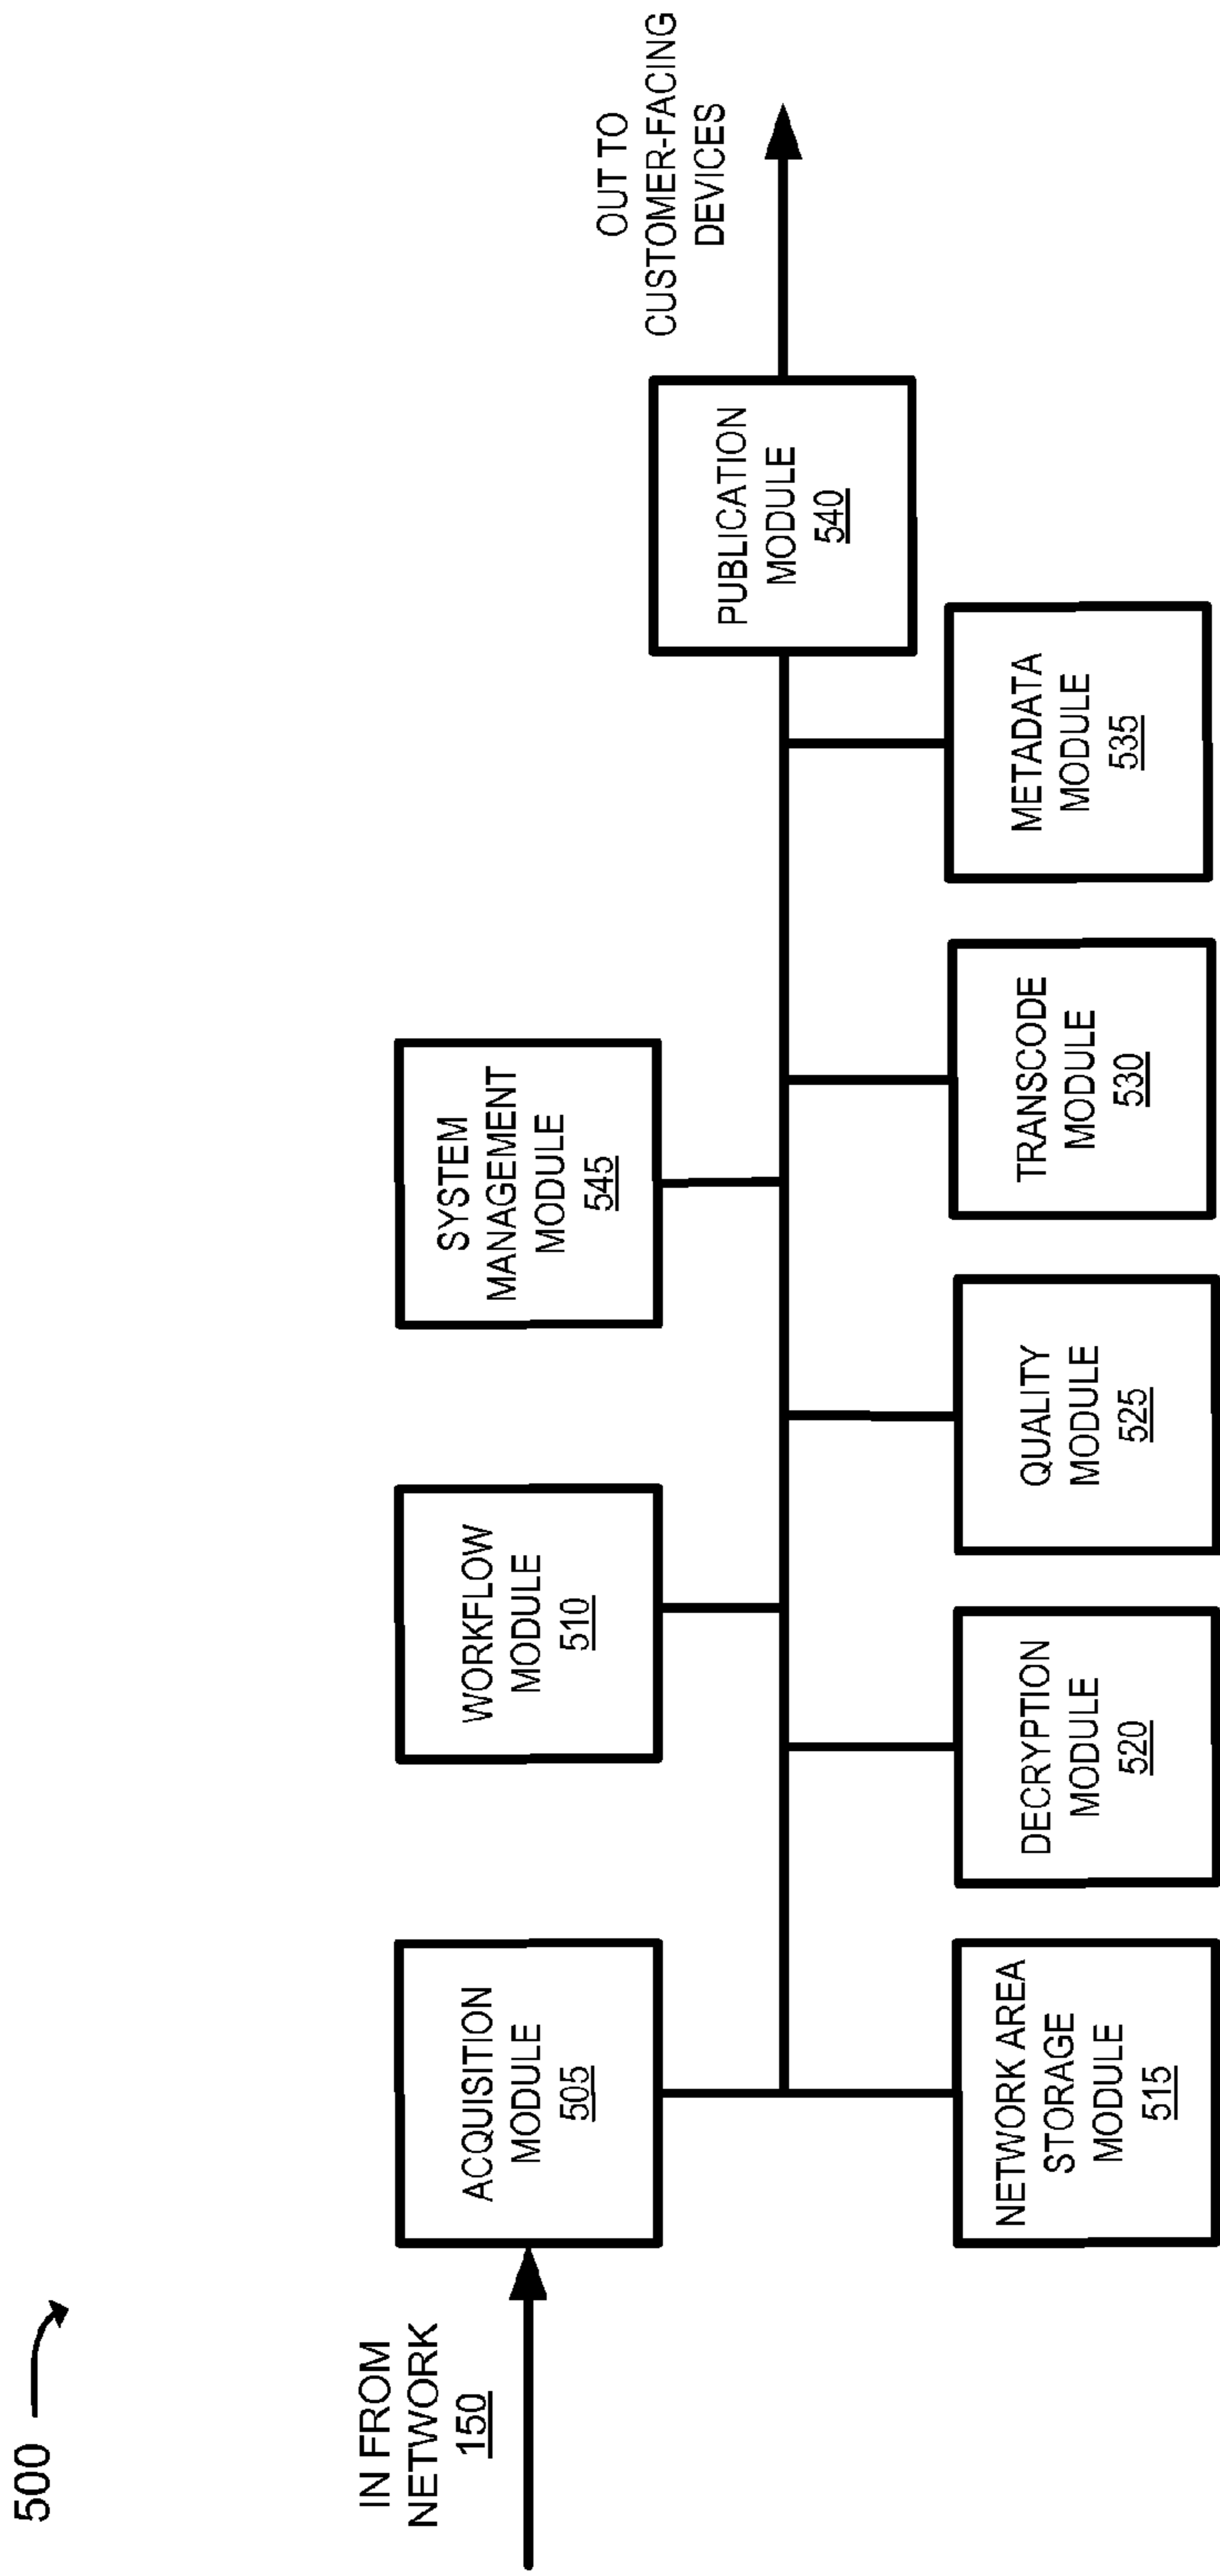 500
IN FROM
NETWORK
150
ACQUISITION
MODULE
505
WORKFLOW
MODULE
510
SYSTEM
MANAGEMENT
MODULE
545
OUT TO
CUSTOMER-FACING
DEVICES
PUBLICATION
MODULE
540
NETWORK AREA
STORAGE
MODULE
515
DECRYPTION
MODULE
520
QUALITY
MODULE
525
TRANSCODE
MODULE
530
METADATA
MODULE
535